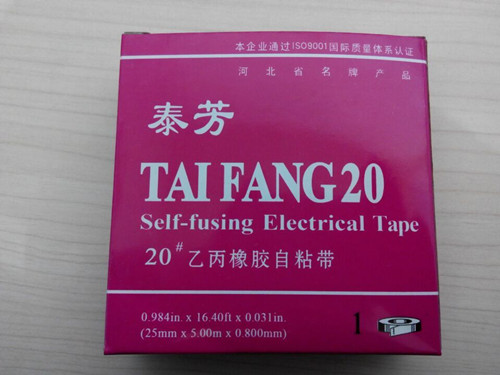 本企业通过ISO9001国际质量体系认证
河北省名牌产品
泰芳
TAI FANG20
Self-fusing Electrical Tape
20#乙丙橡胶自粘带
0.984in. x 16.40ft x 0.031in.
(25mm x 5.00m x 0.800mm)
1